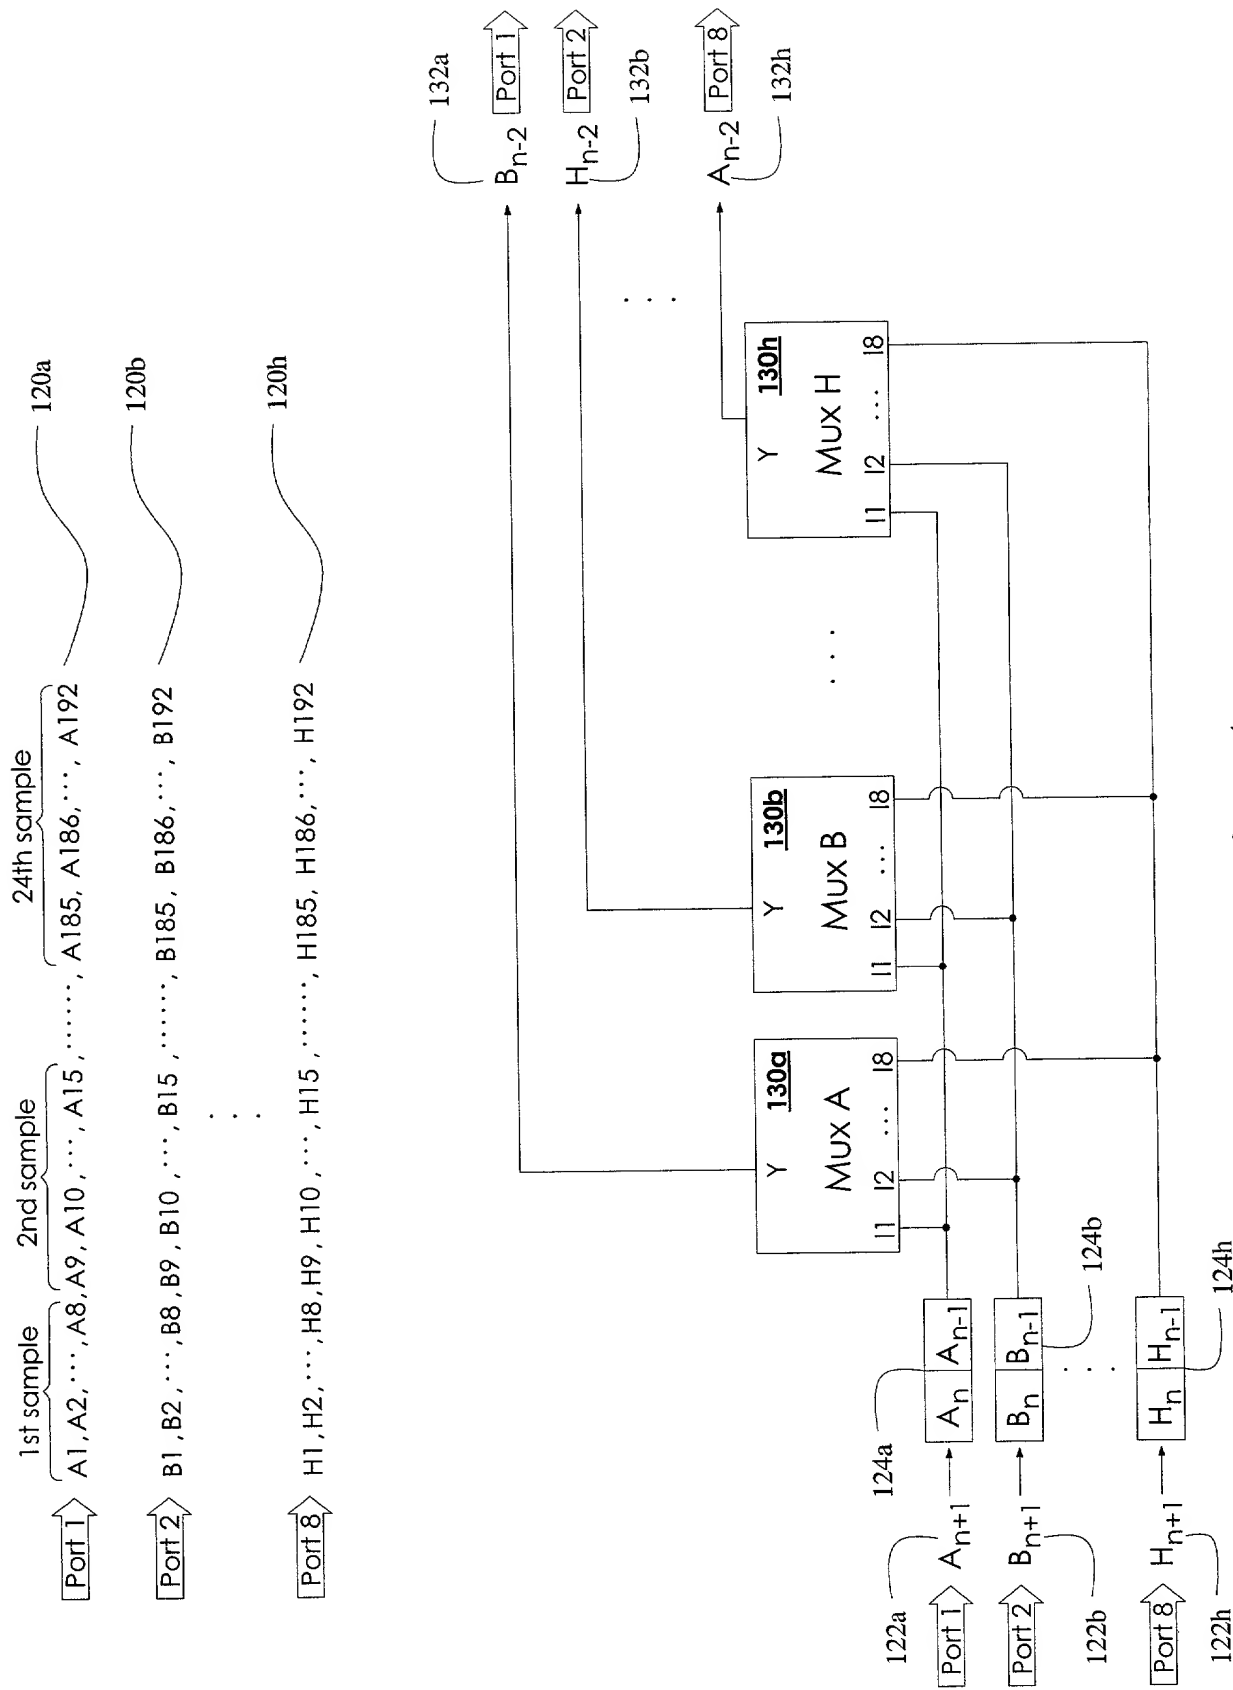 1st sample 2nd sample 24th sample
Port 1 A1, A2, ..., A8, A9, A10, ..., A15, ......, A185, A186, ..., A192 120a
Port 2 B1, B2, ..., B8, B9, B10, ..., B15, ......, B185, B186, ..., B192 120b
. . .
Port 8 H1, H2, ..., H8, H9, H10, ..., H15, ......, H185, H186, ..., H192 120h
132a
Bn-2 Port 1
Hn-2 Port 2
132b
. . .
An-2 Port 8
132h
Y 130a
Mux A
I1 I2 ... I8
Y 130b
Mux B
I1 I2 ... I8
. . .
Y 130h
Mux H
I1 I2 ... I8
122a 124a
Port 1 An+1 An An-1
Port 2 Bn+1 Bn Bn-1
122b 124b
. . .
Port 8 Hn+1 Hn Hn-1
122h 124h